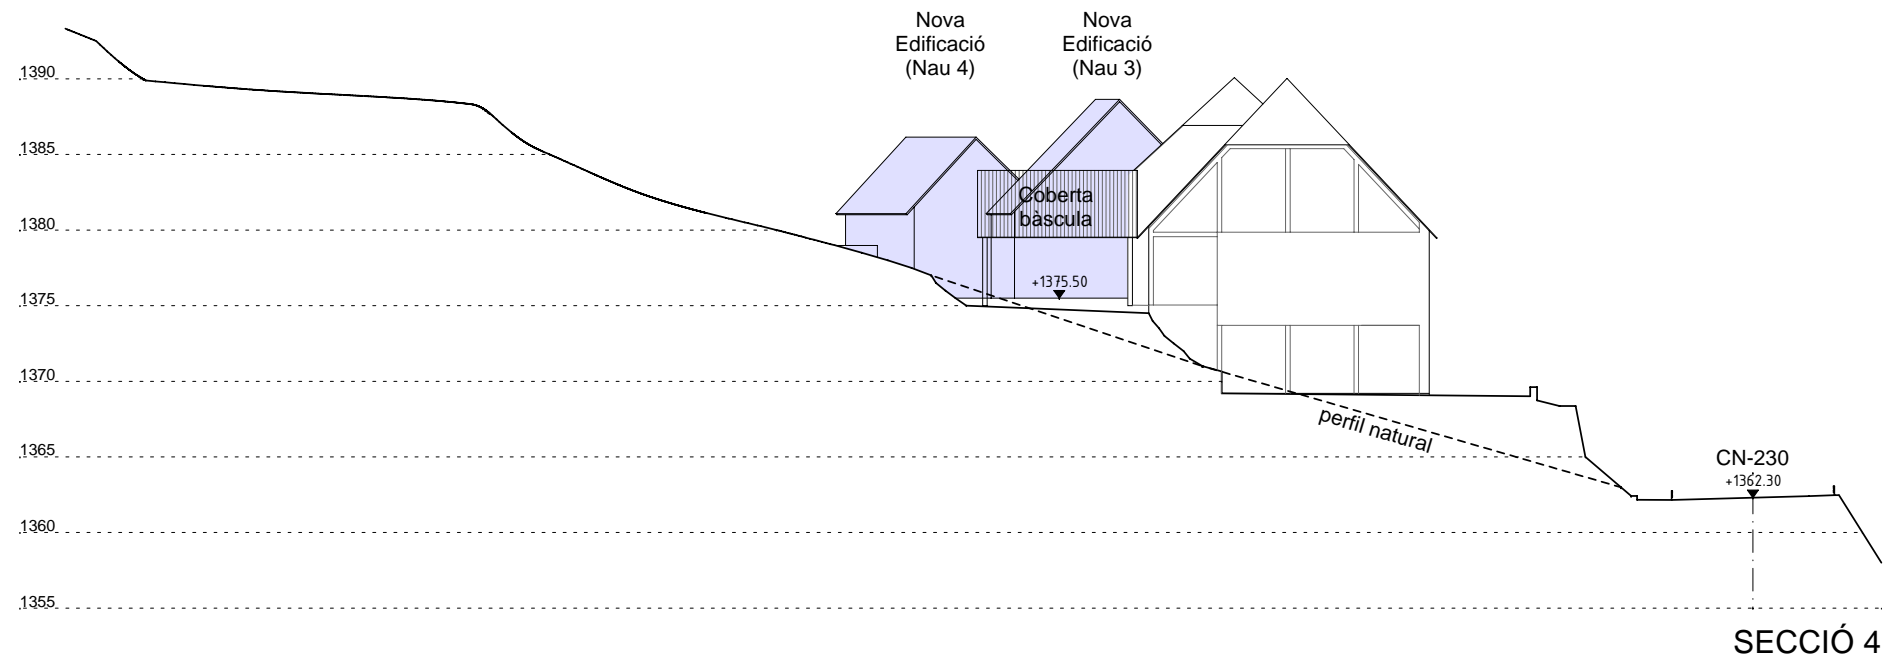 Nova
Edificació
(Nau 4)
Nova
Edificació
(Nau 3)
1390
1385
1380
1375
1370
1365
1360
1355
Coberta
bàscula
+1375.50
perfil natural
CN-230
+1362.30
SECCIÓ 4